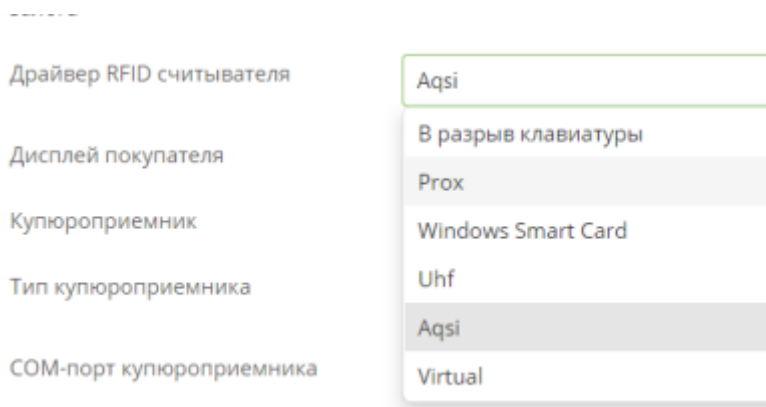 Драйвер RFID считывателя
Aqsi
В разрыв клавиатуры
Дисплей покупателя
Prox
Купюроприемник
Windows Smart Card
Uhf
Тип купюроприемника
Aqsi
COM-порт купюроприемника
Virtual